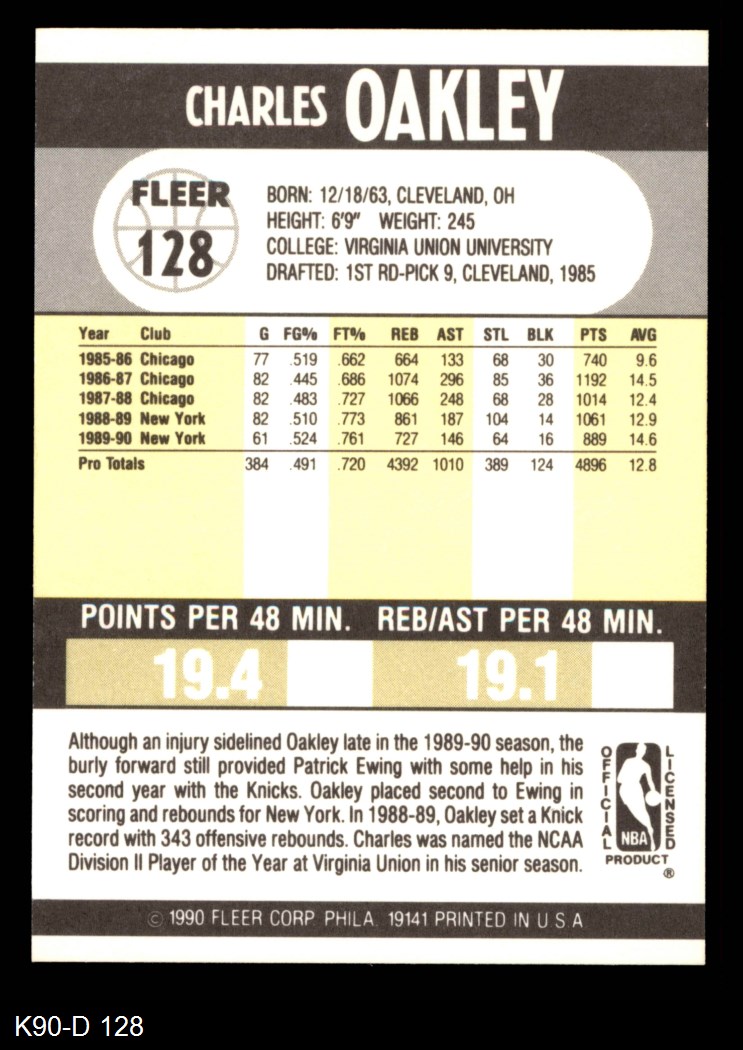 CHARLES OAKLEY
FLEER
128
BORN: 12/18/63, CLEVELAND, OH
HEIGHT: 6'9" WEIGHT: 245
COLLEGE: VIRGINIA UNION UNIVERSITY
DRAFTED: 1ST RD-PICK 9, CLEVELAND, 1985
Year Club G FG% FT% REB AST STL BLK PTS AVG
1985-86 Chicago 77 .519 .662 664 133 68 30 740 9.6
1986-87 Chicago 82 .445 .686 1074 296 85 36 1192 14.5
1987-88 Chicago 82 .483 .727 1066 248 68 28 1014 12.4
1988-89 New York 82 .510 .773 861 187 104 14 1061 12.9
1989-90 New York 61 .524 .761 727 146 64 16 889 14.6
Pro Totals 384 .491 .720 4392 1010 389 124 4896 12.8
POINTS PER 48 MIN. REB/AST PER 48 MIN.
19.4 19.1
Although an injury sidelined Oakley late in the 1989-90 season, the
burly forward still provided Patrick Ewing with some help in his
second year with the Knicks. Oakley placed second to Ewing in
scoring and rebounds for New York. In 1988-89, Oakley set a Knick
record with 343 offensive rebounds. Charles was named the NCAA
Division II Player of the Year at Virginia Union in his senior season.
OFFICIAL
LICENSED
NBA
PRODUCT
®
© 1990 FLEER CORP. PHILA. 19141 PRINTED IN U S A
K90-D 128